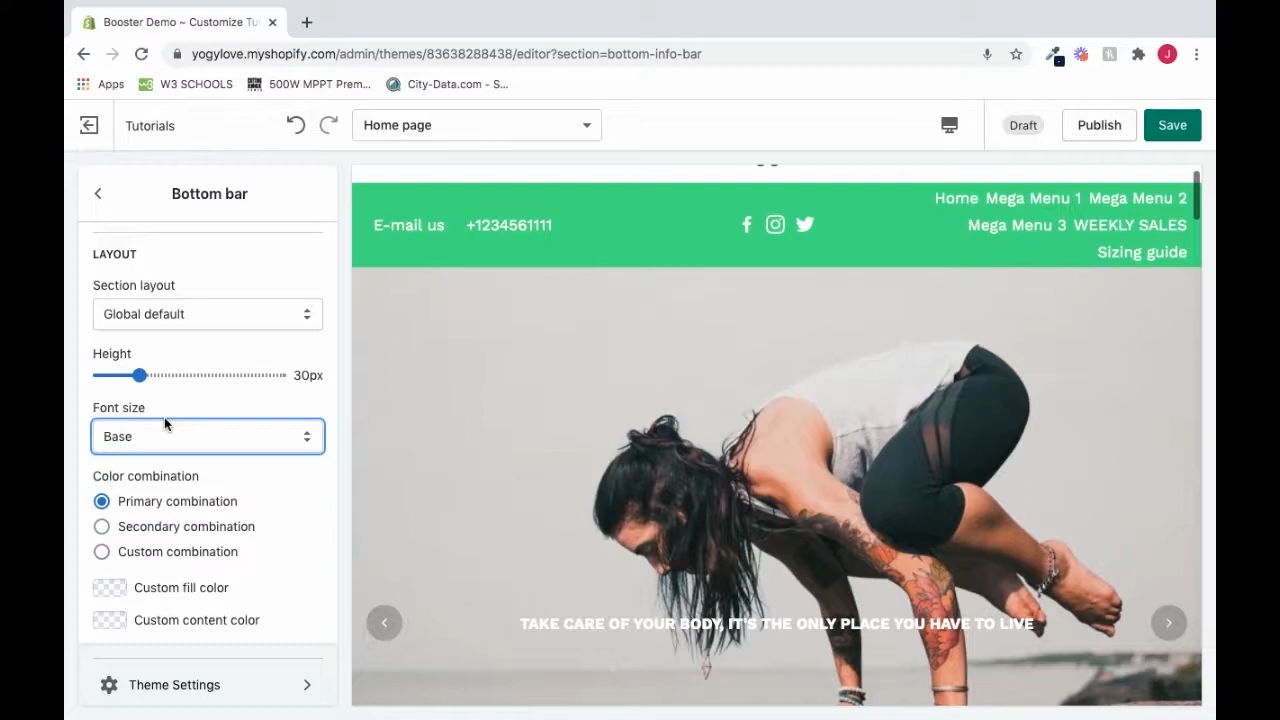 Booster Demo ~ Customize Tu
yogylove.myshopify.com/admin/themes/83638288438/editor?section=bottom-info-bar
J
Apps W3 SCHOOLS 500W MPPT Prem... City-Data.com - S...
Tutorials Home page Draft Publish Save
Bottom bar
LAYOUT
Section layout
Global default
Height
30px
Font size
Base
Color combination
Primary combination
Secondary combination
Custom combination
Custom fill color
Custom content color
Theme Settings
E-mail us +1234561111
Home Mega Menu 1 Mega Menu 2
Mega Menu 3 WEEKLY SALES
Sizing guide
TAKE CARE OF YOUR BODY, IT'S THE ONLY PLACE YOU HAVE TO LIVE